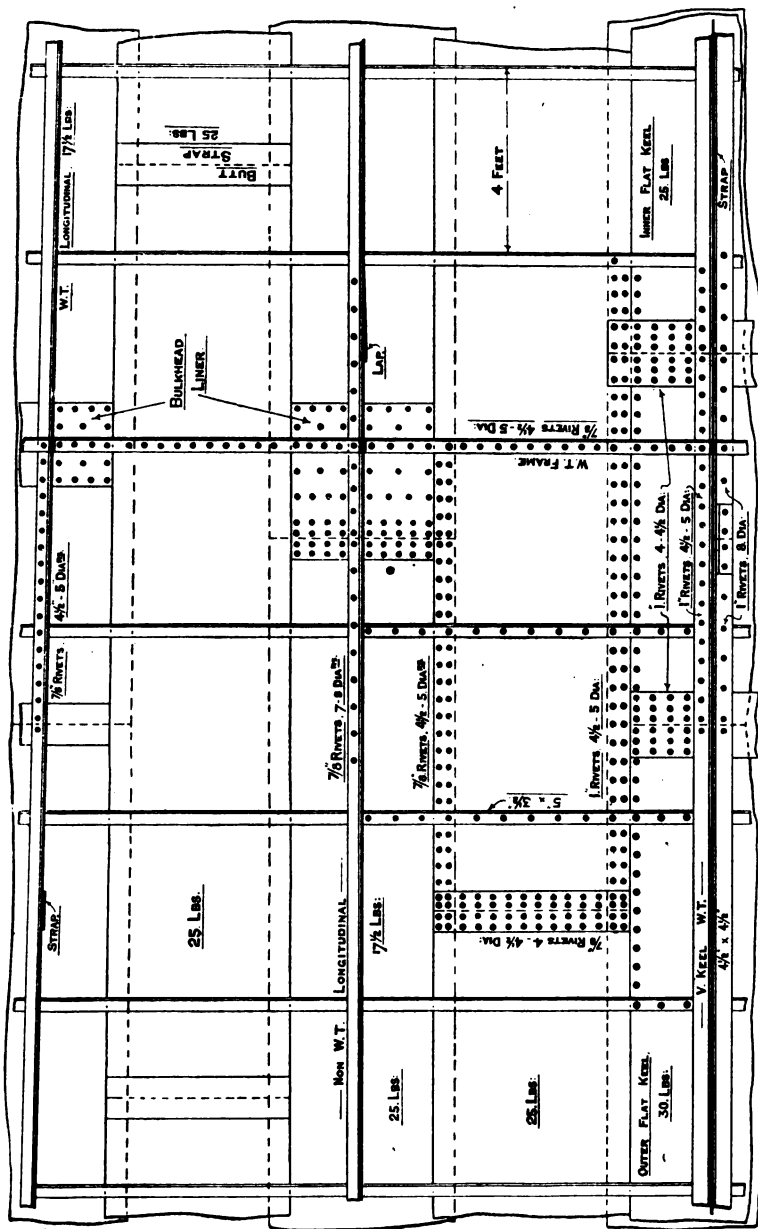 LONGITUDINAL 17½ LBS:
W.T.
BUTT
STRAP
25 LBS:
4 FEET
INNER FLAT KEEL
25. LBS
STRAP
BULKHEAD
LINER.
LAP.
⅞" RIVETS 4½ - 5 DIA:
W.T. FRAME.
1" RIVETS 4 - 4½ DIA:
1" RIVETS 4½ - 5 DIA:
1" RIVETS 8 DIA:
⅞" RIVETS. 4½ - 5 DIARS
⅞" RIVETS. 7 - 8 DIARS
⅞" RIVETS. 4½ - 5 DIARS
1" RIVETS 4½ - 5 DIA:
5" × 3½"
STRAP.
25. LBS.
NON W.T. LONGITUDINAL
17½ LBS:
⅞" RIVETS 4 - 4½ DIA:
V. KEEL W.T.
4½" × 4½"
25. LBS:
25. LBS:
OUTER FLAT KEEL.
30. LBS: